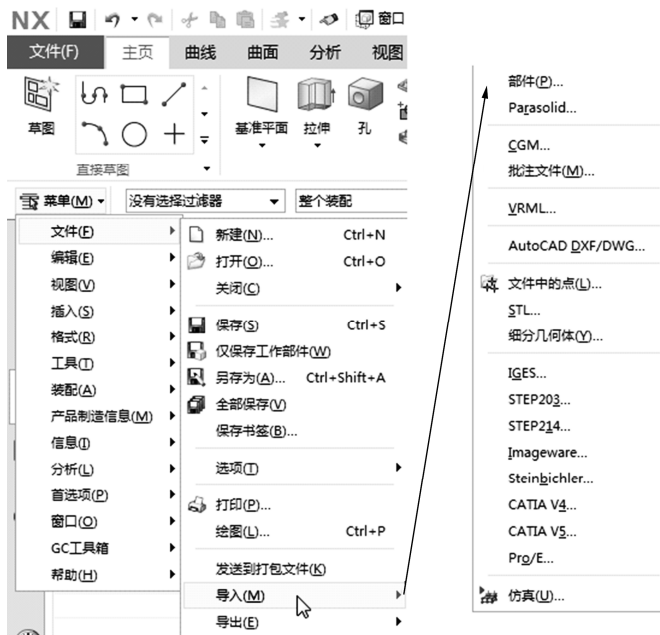 NX 窗口
文件(F) 主页 曲线 曲面 分析 视图
草图 基准平面 拉伸 孔
直接草图
菜单(M) 没有选择过滤器 整个装配
文件(F)
编辑(E)
视图(V)
插入(S)
格式(R)
工具(T)
装配(A)
产品制造信息(M)
信息(I)
分析(L)
首选项(P)
窗口(O)
GC工具箱
帮助(H)
新建(N)... Ctrl+N
打开(O)... Ctrl+O
关闭(C)
保存(S) Ctrl+S
仅保存工作部件(W)
另存为(A)... Ctrl+Shift+A
全部保存(V)
保存书签(B)...
选项(T)
打印(P)...
绘图(L)... Ctrl+P
发送到打包文件(K)
导入(M)
导出(E)
部件(P)...
Parasolid...
CGM...
批注文件(M)...
VRML...
AutoCAD DXF/DWG...
文件中的点(L)...
STL...
细分几何体(Y)...
IGES...
STEP203...
STEP214...
Imageware...
Steinbichler...
CATIA V4...
CATIA V5...
Pro/E...
仿真(U)...